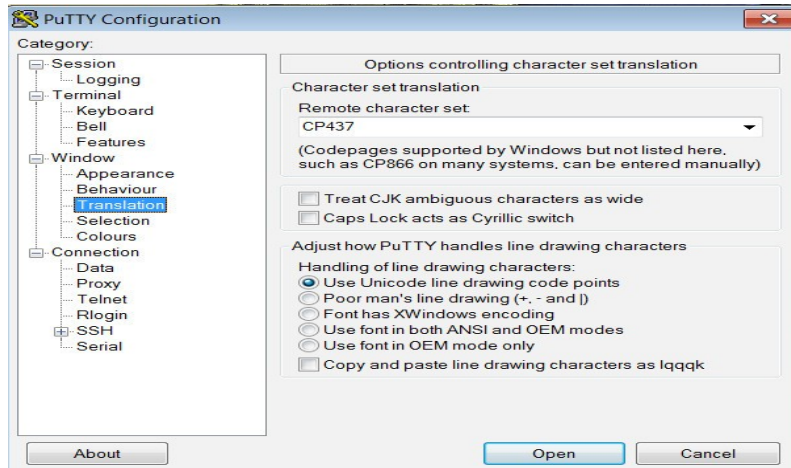 PuTTY Configuration
Category:
Session
Logging
Terminal
Keyboard
Bell
Features
Window
Appearance
Behaviour
Translation
Selection
Colours
Connection
Data
Proxy
Telnet
Rlogin
SSH
Serial
Options controlling character set translation
Character set translation
Remote character set:
CP437
(Codepages supported by Windows but not listed here,
such as CP866 on many systems, can be entered manually)
Treat CJK ambiguous characters as wide
Caps Lock acts as Cyrillic switch
Adjust how PuTTY handles line drawing characters
Handling of line drawing characters:
Use Unicode line drawing code points
Poor man's line drawing (+, - and |)
Font has XWindows encoding
Use font in both ANSI and OEM modes
Use font in OEM mode only
Copy and paste line drawing characters as lqqqk
About
Open
Cancel